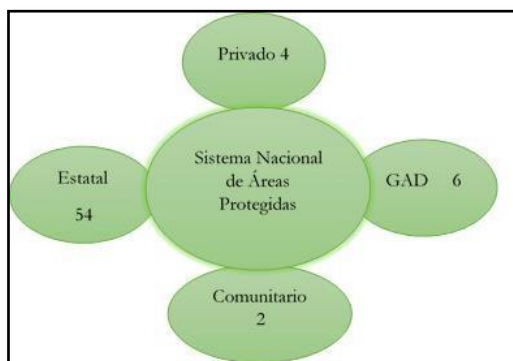 Privado 4
Estatal
54
Sistema Nacional
de Áreas
Protegidas
GAD 6
Comunitario
2